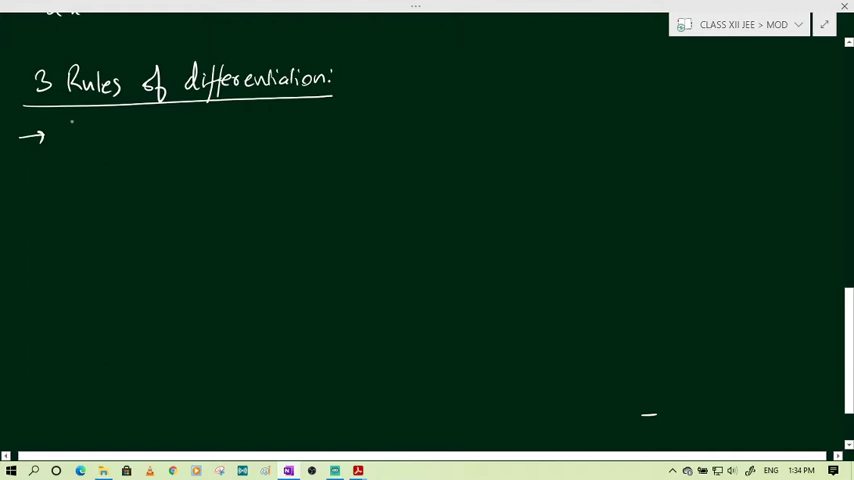 CLASS XII JEE > MOD
3 Rules of differentiation:
→
ENG 1:34 PM